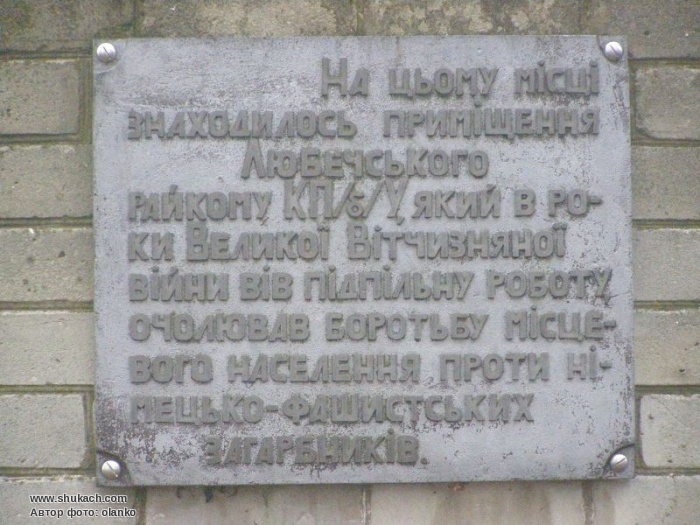 На цьому місці
знаходилось приміщення
Любечського
райкому КП/б/У, який в ро-
ки Великої Вітчизняної
війни вів підпільну роботу,
очолював боротьбу місце-
вого населення проти ні-
мецько-фашистських
загарбників.
www.shukach.com
Автор фото: olanko